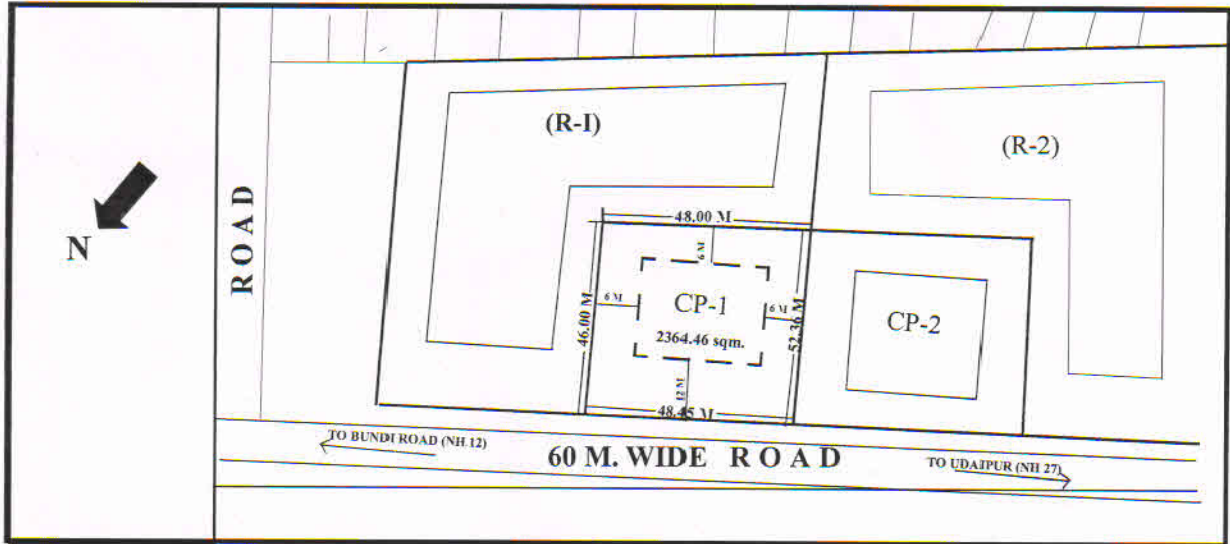 (R-I)
(R-2)
N
ROAD
48.00 M
6 M
6 M
CP-1
6 M
46.00 M
52.36 M
2364.46 sqm.
CP-2
12 M
48.45 M
TO BUNDI ROAD (NH 12)
60 M. WIDE ROAD
TO UDAIPUR (NH 27)